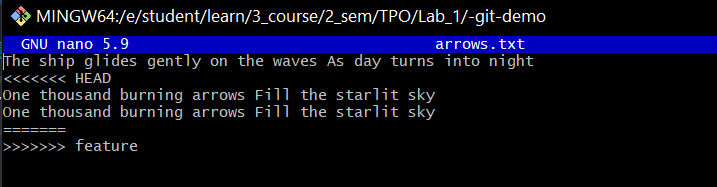 MINGW64:/e/student/learn/3_course/2_sem/TPO/Lab_1/-git-demo
GNU nano 5.9 arrows.txt
The ship glides gently on the waves As day turns into night
<<<<<<< HEAD
One thousand burning arrows Fill the starlit sky
One thousand burning arrows Fill the starlit sky
=======
>>>>>>> feature